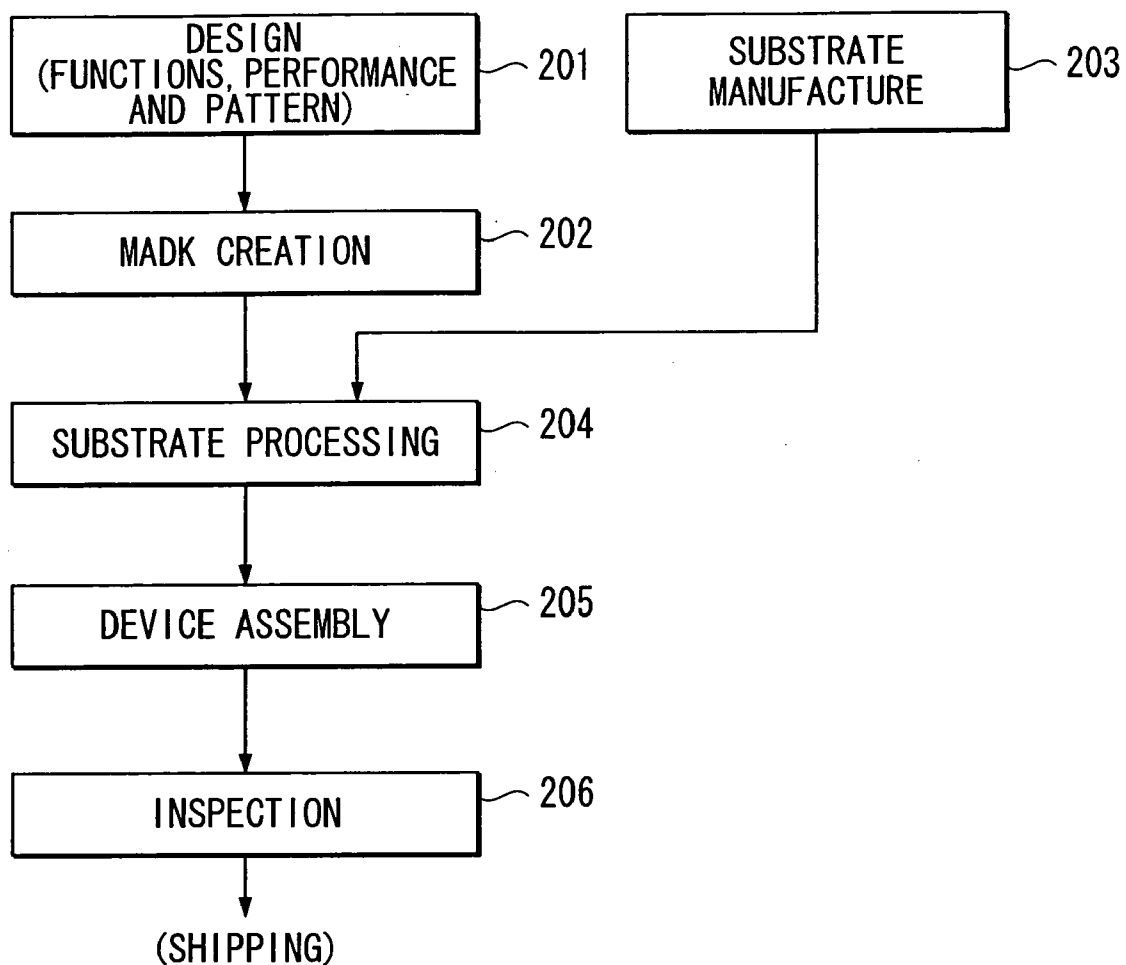 DESIGN
(FUNCTIONS, PERFORMANCE
AND PATTERN)
201
SUBSTRATE
MANUFACTURE
203
MADK CREATION
202
SUBSTRATE PROCESSING
204
DEVICE ASSEMBLY
205
INSPECTION
206
(SHIPPING)